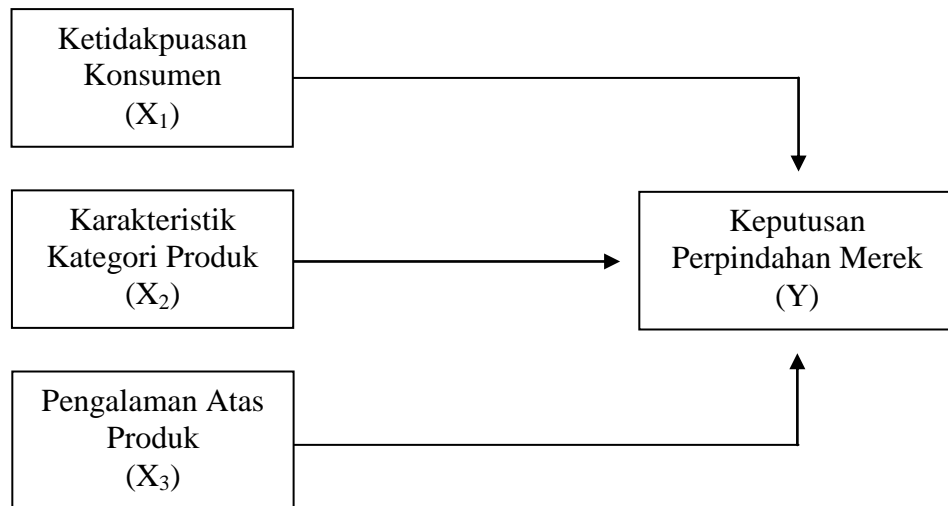 Ketidakpuasan
Konsumen
(X₁)
Karakteristik
Kategori Produk
(X₂)
Keputusan
Perpindahan Merek
(Y)
Pengalaman Atas
Produk
(X₃)